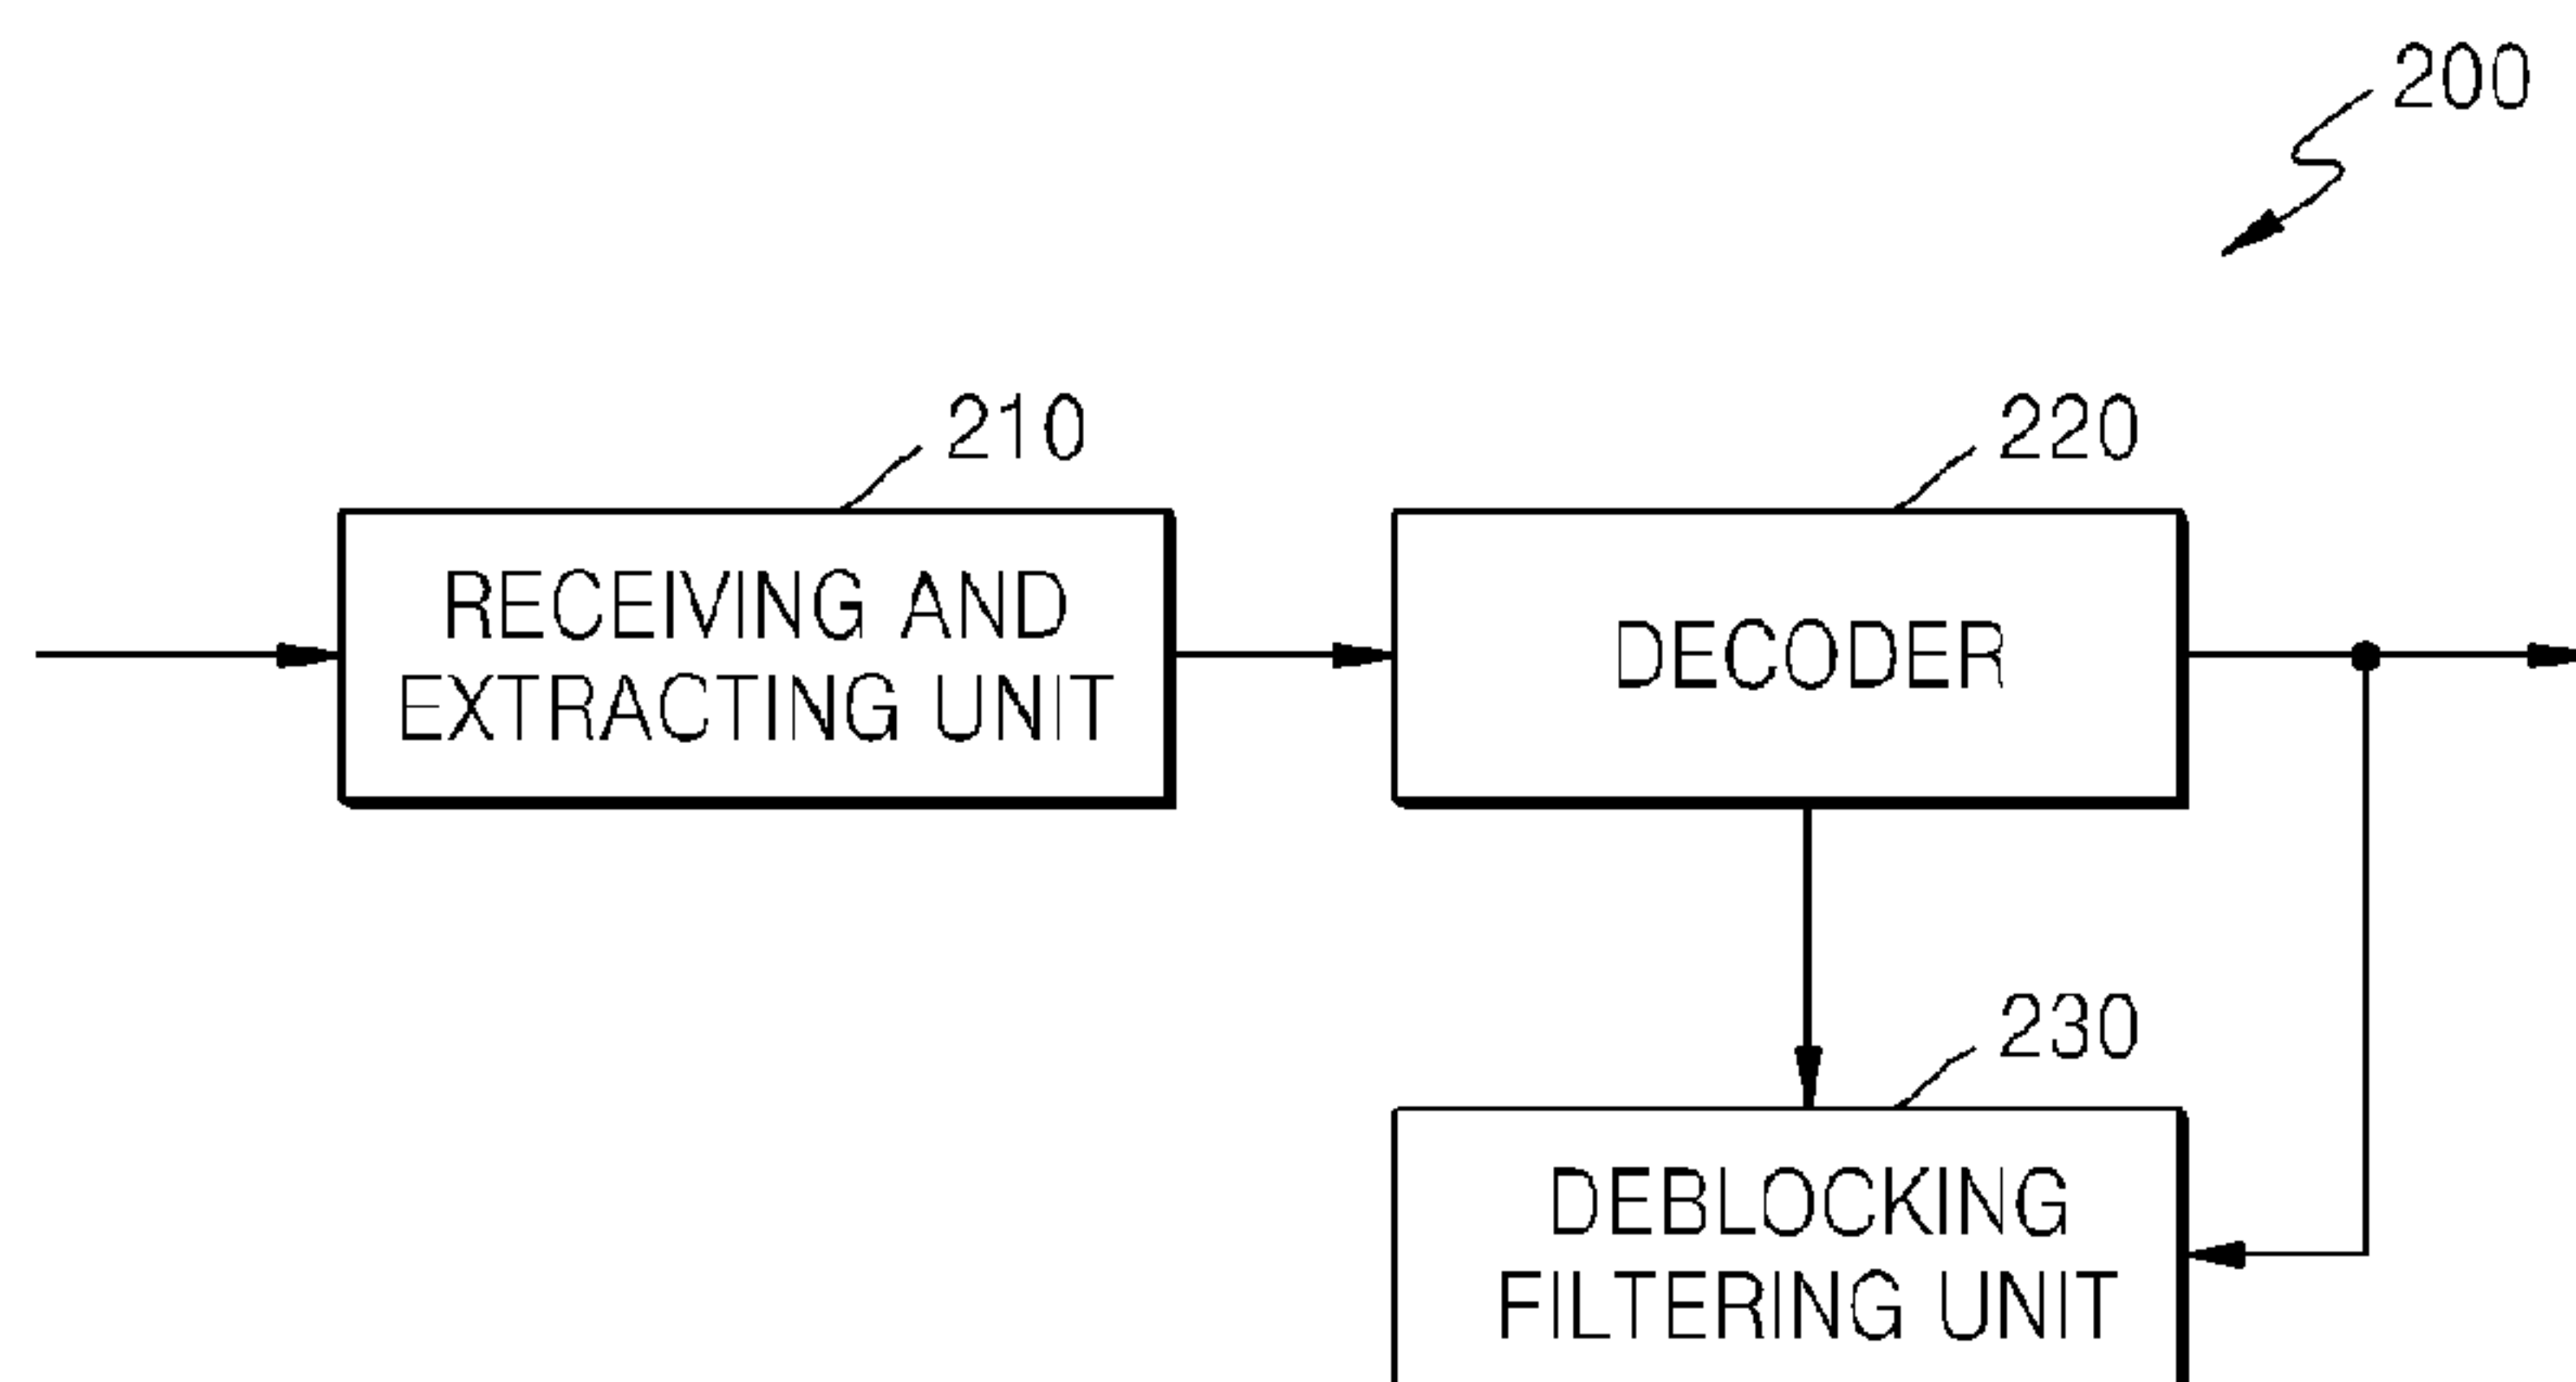 200
210
220
RECEIVING AND
EXTRACTING UNIT
DECODER
230
DEBLOCKING
FILTERING UNIT